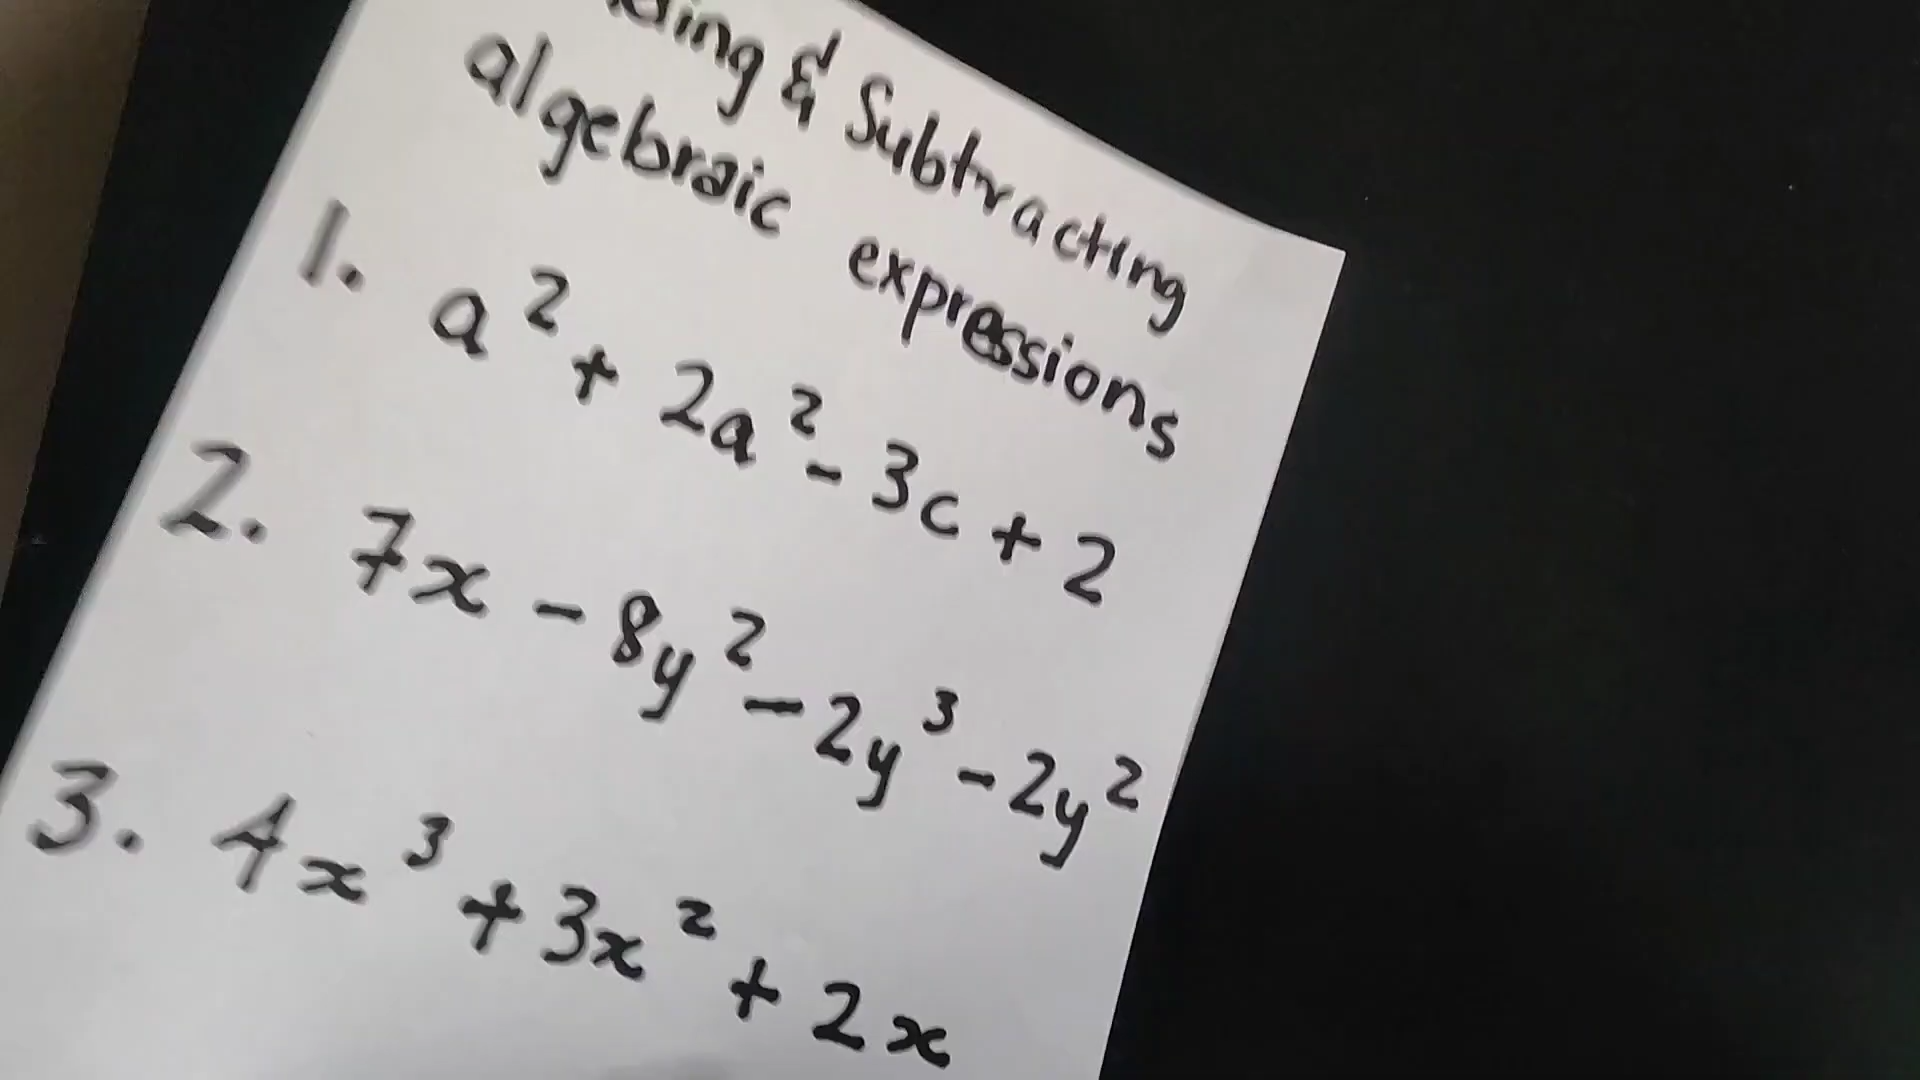 & Subtracting
algebraic expressions
1. a² + 2a² - 3c + 2
2. 7x - 8y² - 2y³ - 2y²
3. 4x³ + 3x² + 2x